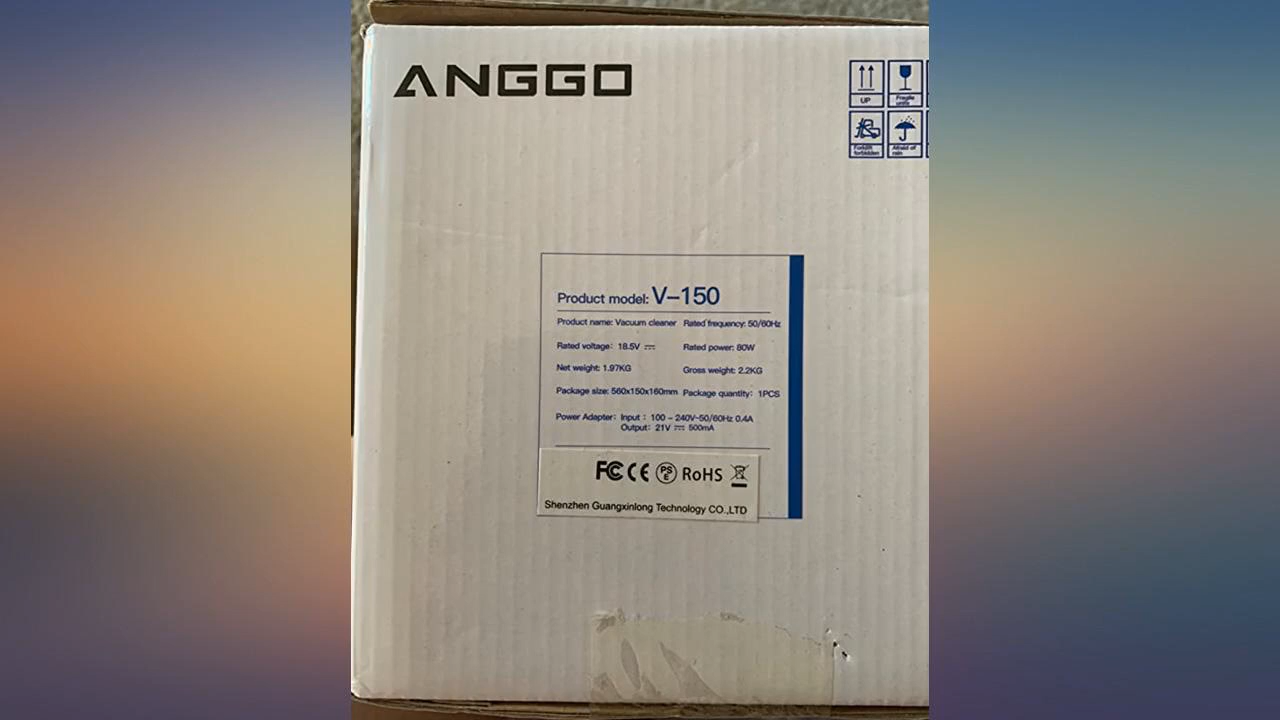 ANGGO
UP
Fragile units
Forklift forbidden
Afraid of rain
Product model: V-150
Product name: Vacuum cleaner Rated frequency: 50/60Hz
Rated voltage: 18.5V ⎓ Rated power: 80W
Net weight: 1.97KG Gross weight: 2.2KG
Package size: 560x150x160mm Package quantity: 1PCS
Power Adapter: Input : 100 - 240V-50/60Hz 0.4A
Output: 21V ⎓ 500mA
FC CE PSE RoHS
Shenzhen Guangxinlong Technology CO.,LTD